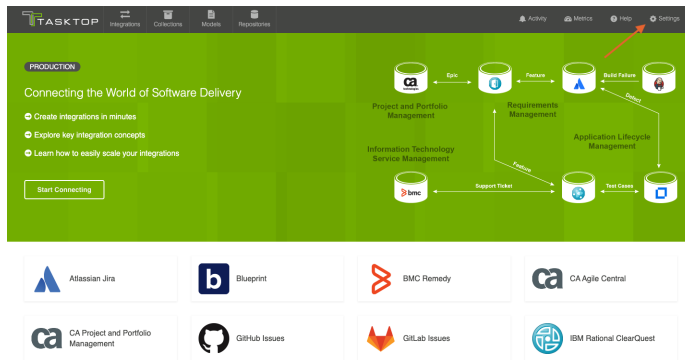 TASKTOP
Integrations
Collections
Models
Repositories
Activity
Metrics
Help
Settings
PRODUCTION
Connecting the World of Software Delivery
Create integrations in minutes
Explore key integration concepts
Learn how to easily scale your integrations
Start Connecting
ca
technologies
Epic
Feature
Build Failure
Project and Portfolio
Management
Requirements
Management
Defect
Application Lifecycle
Management
Information Technology
Service Management
Feature
bmc
Support Ticket
Test Cases
Atlassian Jira
b
Blueprint
BMC Remedy
ca
CA Agile Central
ca
CA Project and Portfolio
Management
GitHub Issues
GitLab Issues
IBM Rational ClearQuest